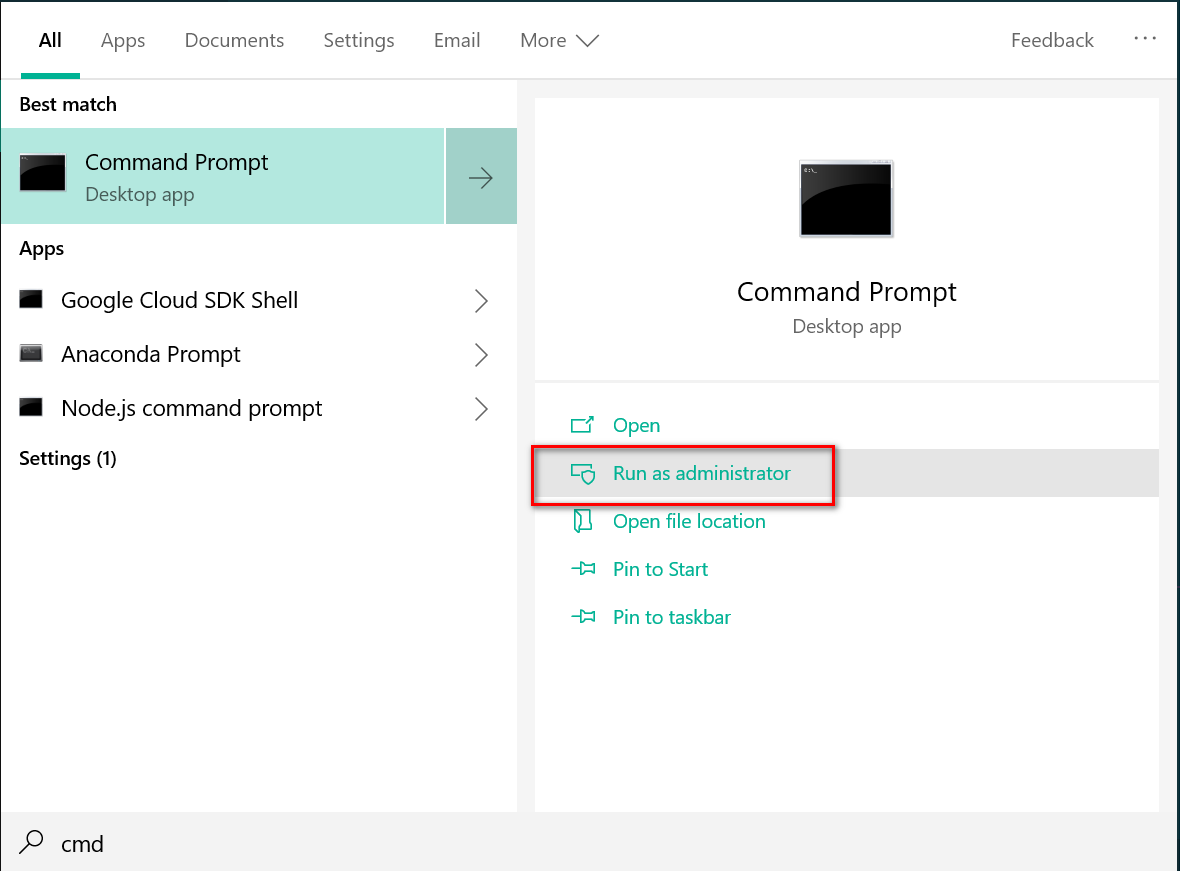 All Apps Documents Settings Email More Feedback ...
Best match
Command Prompt
Desktop app
Apps
Google Cloud SDK Shell
Anaconda Prompt
Node.js command prompt
Settings (1)
Command Prompt
Desktop app
Open
Run as administrator
Open file location
Pin to Start
Pin to taskbar
cmd